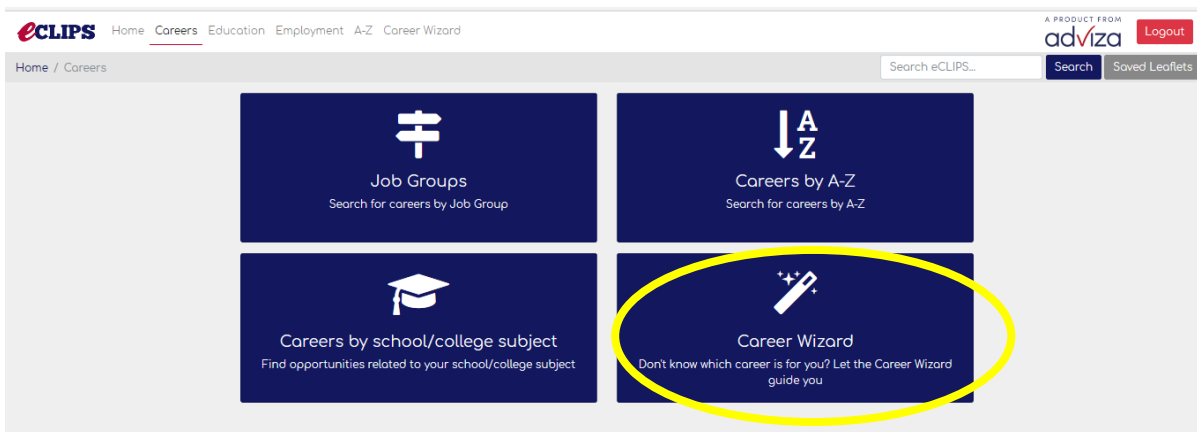 eCLIPS Home Careers Education Employment A-Z Career Wizard
A PRODUCT FROM
adviza
Logout
Home / Careers
Search eCLIPS...
Search
Saved Leaflets
Job Groups
Search for careers by Job Group
A
Z
Careers by A-Z
Search for careers by A-Z
Careers by school/college subject
Find opportunities related to your school/college subject
Career Wizard
Don't know which career is for you? Let the Career Wizard
guide you